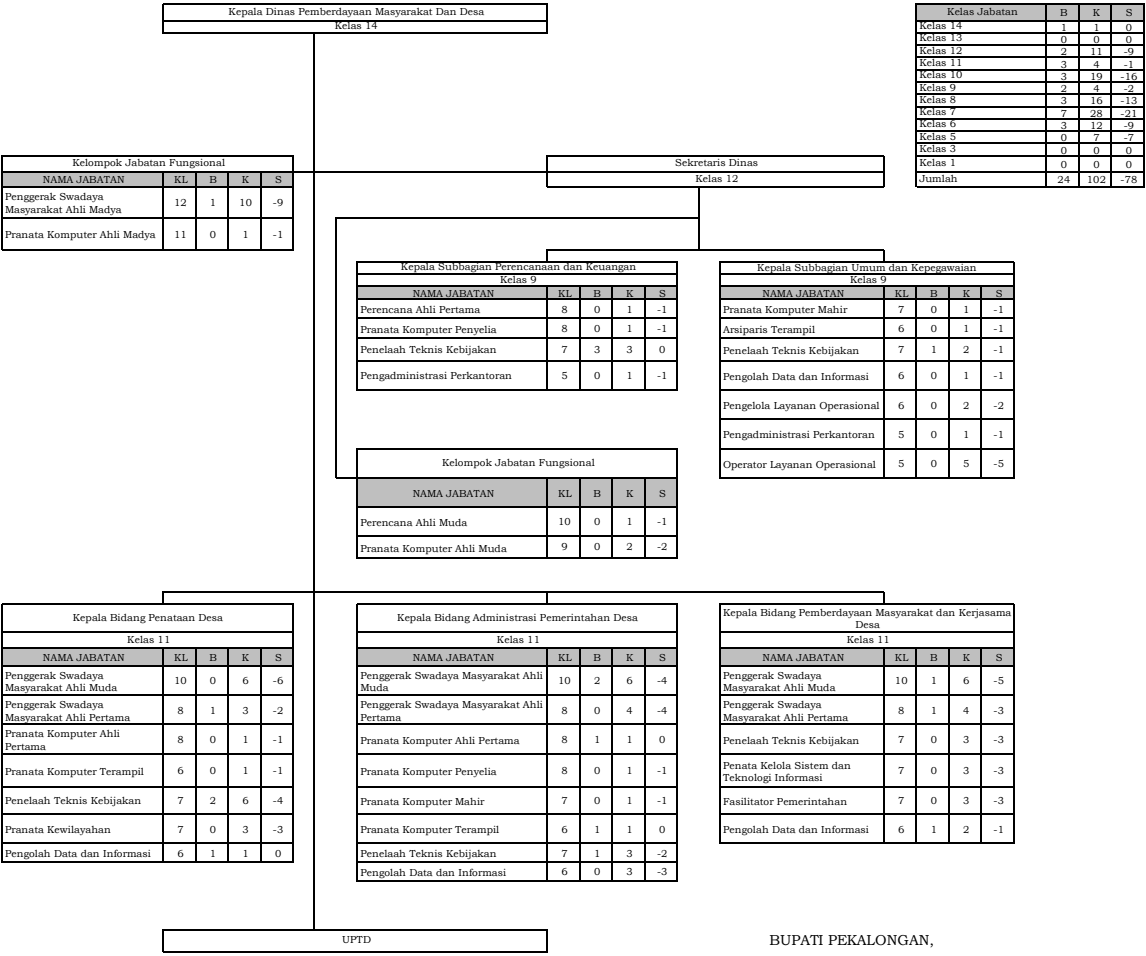 Kepala Dinas Pemberdayaan Masyarakat Dan Desa
Kelas 14
Kelas Jabatan B K S
Kelas 14 1 1 0
Kelas 13 0 0 0
Kelas 12 2 11 -9
Kelas 11 3 4 -1
Kelas 10 3 19 -16
Kelas 9 2 4 -2
Kelas 8 3 16 -13
Kelas 7 7 28 -21
Kelas 6 3 12 -9
Kelas 5 0 7 -7
Kelas 3 0 0 0
Kelas 1 0 0 0
Jumlah 24 102 -78
Kelompok Jabatan Fungsional
NAMA JABATAN KL B K S
Penggerak Swadaya
Masyarakat Ahli Madya 12 1 10 -9
Pranata Komputer Ahli Madya 11 0 1 -1
Sekretaris Dinas
Kelas 12
Kepala Subbagian Perencanaan dan Keuangan
Kelas 9
NAMA JABATAN KL B K S
Perencana Ahli Pertama 8 0 1 -1
Pranata Komputer Penyelia 8 0 1 -1
Penelaah Teknis Kebijakan 7 3 3 0
Pengadministrasi Perkantoran 5 0 1 -1
Kepala Subbagian Umum dan Kepegawaian
Kelas 9
NAMA JABATAN KL B K S
Pranata Komputer Mahir 7 0 1 -1
Arsiparis Terampil 6 0 1 -1
Penelaah Teknis Kebijakan 7 1 2 -1
Pengolah Data dan Informasi 6 0 1 -1
Pengelola Layanan Operasional 6 0 2 -2
Pengadministrasi Perkantoran 5 0 1 -1
Operator Layanan Operasional 5 0 5 -5
Kelompok Jabatan Fungsional
NAMA JABATAN KL B K S
Perencana Ahli Muda 10 0 1 -1
Pranata Komputer Ahli Muda 9 0 2 -2
Kepala Bidang Penataan Desa
Kelas 11
NAMA JABATAN KL B K S
Penggerak Swadaya
Masyarakat Ahli Muda 10 0 6 -6
Penggerak Swadaya
Masyarakat Ahli Pertama 8 1 3 -2
Pranata Komputer Ahli
Pertama 8 0 1 -1
Pranata Komputer Terampil 6 0 1 -1
Penelaah Teknis Kebijakan 7 2 6 -4
Pranata Kewilayahan 7 0 3 -3
Pengolah Data dan Informasi 6 1 1 0
Kepala Bidang Administrasi Pemerintahan Desa
Kelas 11
NAMA JABATAN KL B K S
Penggerak Swadaya Masyarakat Ahli
Muda 10 2 6 -4
Penggerak Swadaya Masyarakat Ahli
Pertama 8 0 4 -4
Pranata Komputer Ahli Pertama 8 1 1 0
Pranata Komputer Penyelia 8 0 1 -1
Pranata Komputer Mahir 7 0 1 -1
Pranata Komputer Terampil 6 1 1 0
Penelaah Teknis Kebijakan 7 1 3 -2
Pengolah Data dan Informasi 6 0 3 -3
Kepala Bidang Pemberdayaan Masyarakat dan Kerjasama
Desa
Kelas 11
NAMA JABATAN KL B K S
Penggerak Swadaya
Masyarakat Ahli Muda 10 1 6 -5
Penggerak Swadaya
Masyarakat Ahli Pertama 8 1 4 -3
Penelaah Teknis Kebijakan 7 0 3 -3
Penata Kelola Sistem dan
Teknologi Informasi 7 0 3 -3
Fasilitator Pemerintahan 7 0 3 -3
Pengolah Data dan Informasi 6 1 2 -1
UPTD
BUPATI PEKALONGAN,